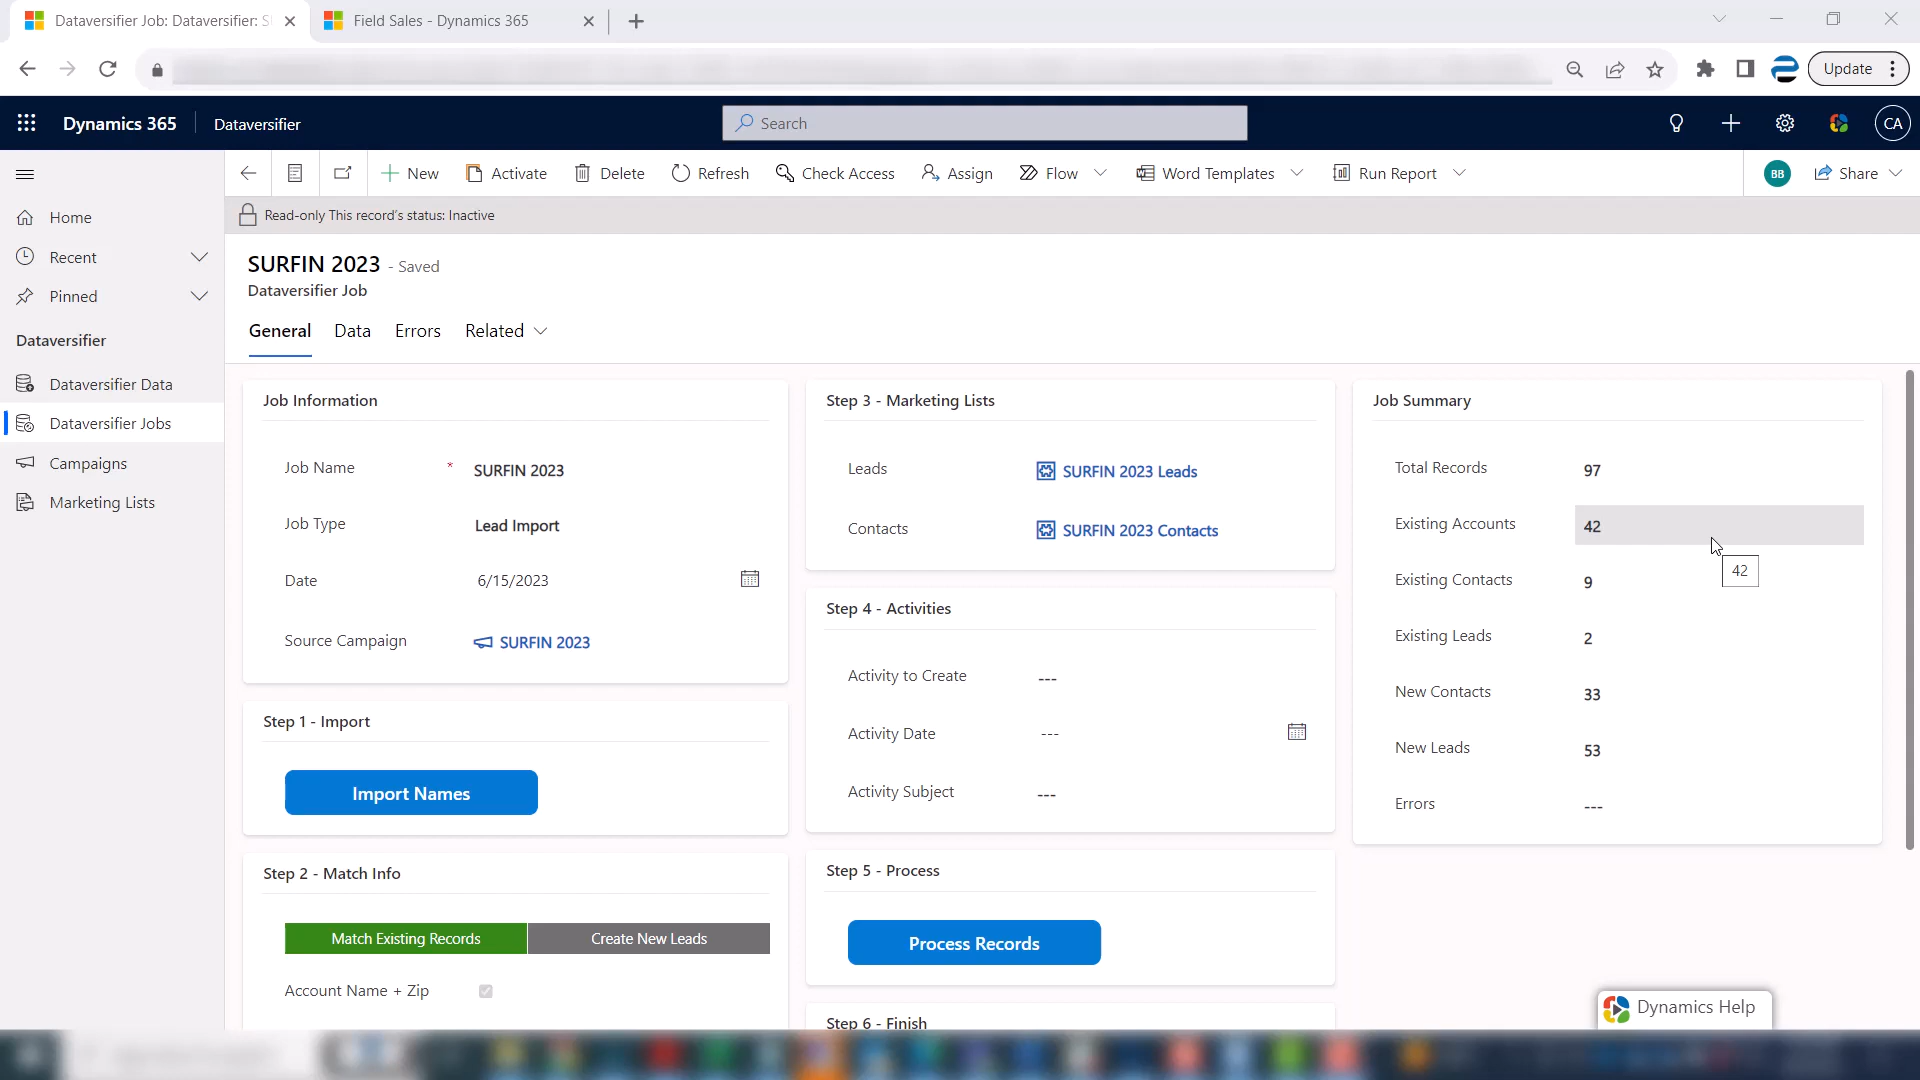 Dataversifier Job: Dataversifier: S
Field Sales - Dynamics 365
Update
Dynamics 365
Dataversifier
Search
CA
New
Activate
Delete
Refresh
Check Access
Assign
Flow
Word Templates
Run Report
BB
Share
Read-only This record's status: Inactive
Home
Recent
Pinned
Dataversifier
Dataversifier Data
Dataversifier Jobs
Campaigns
Marketing Lists
SURFIN 2023 - Saved
Dataversifier Job
General Data Errors Related
Job Information
Job Name * SURFIN 2023
Job Type Lead Import
Date 6/15/2023
Source Campaign SURFIN 2023
Step 1 - Import
Import Names
Step 2 - Match Info
Match Existing Records Create New Leads
Account Name + Zip
Step 3 - Marketing Lists
Leads SURFIN 2023 Leads
Contacts SURFIN 2023 Contacts
Step 4 - Activities
Activity to Create ---
Activity Date ---
Activity Subject ---
Step 5 - Process
Process Records
Step 6 - Finish
Job Summary
Total Records 97
Existing Accounts 42
42
Existing Contacts 9
Existing Leads 2
New Contacts 33
New Leads 53
Errors ---
Dynamics Help